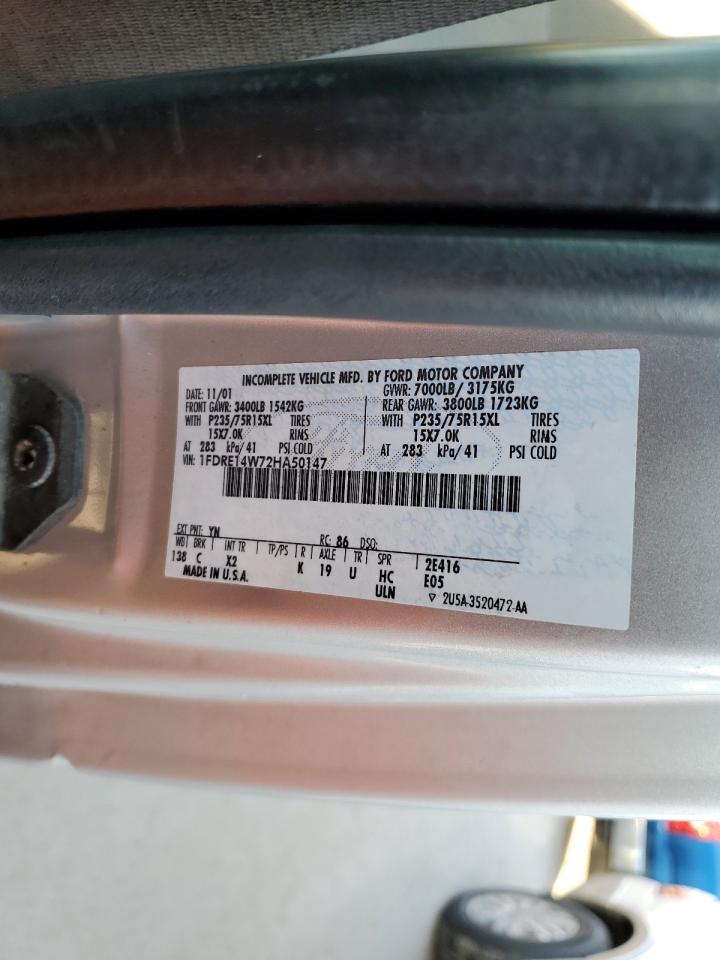 INCOMPLETE VEHICLE MFD. BY FORD MOTOR COMPANY
DATE: 11/01 GVWR: 7000LB / 3175KG
FRONT GAWR: 3400LB 1542KG REAR GAWR: 3800LB 1723KG
WITH P235/75R15XL TIRES WITH P235/75R15XL TIRES
15X7.0K RIMS 15X7.0K RIMS
AT 283 kPa/ 41 PSI COLD AT 283 kPa/ 41 PSI COLD
VIN: 1FDRE14W72HA50147
EXT PNT: YN RC: 86 DSO:
WB BRK INT TR TP/PS R AXLE TR SPR 2E416
138 C X2 K 19 U HC E05
MADE IN U.S.A. ULN ▽ 2U5A-3520472-AA